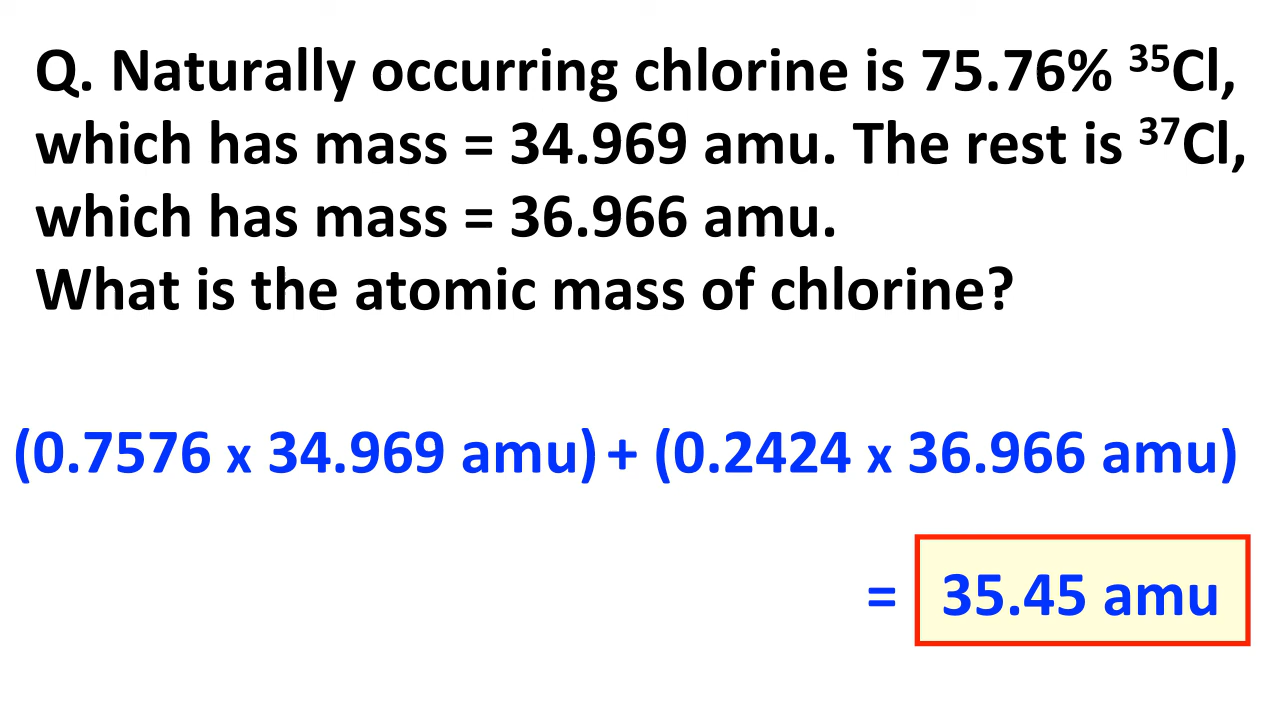 Q. Naturally occurring chlorine is 75.76% ³⁵Cl,
which has mass = 34.969 amu. The rest is ³⁷Cl,
which has mass = 36.966 amu.
What is the atomic mass of chlorine?
(0.7576 x 34.969 amu) + (0.2424 x 36.966 amu)
= 35.45 amu